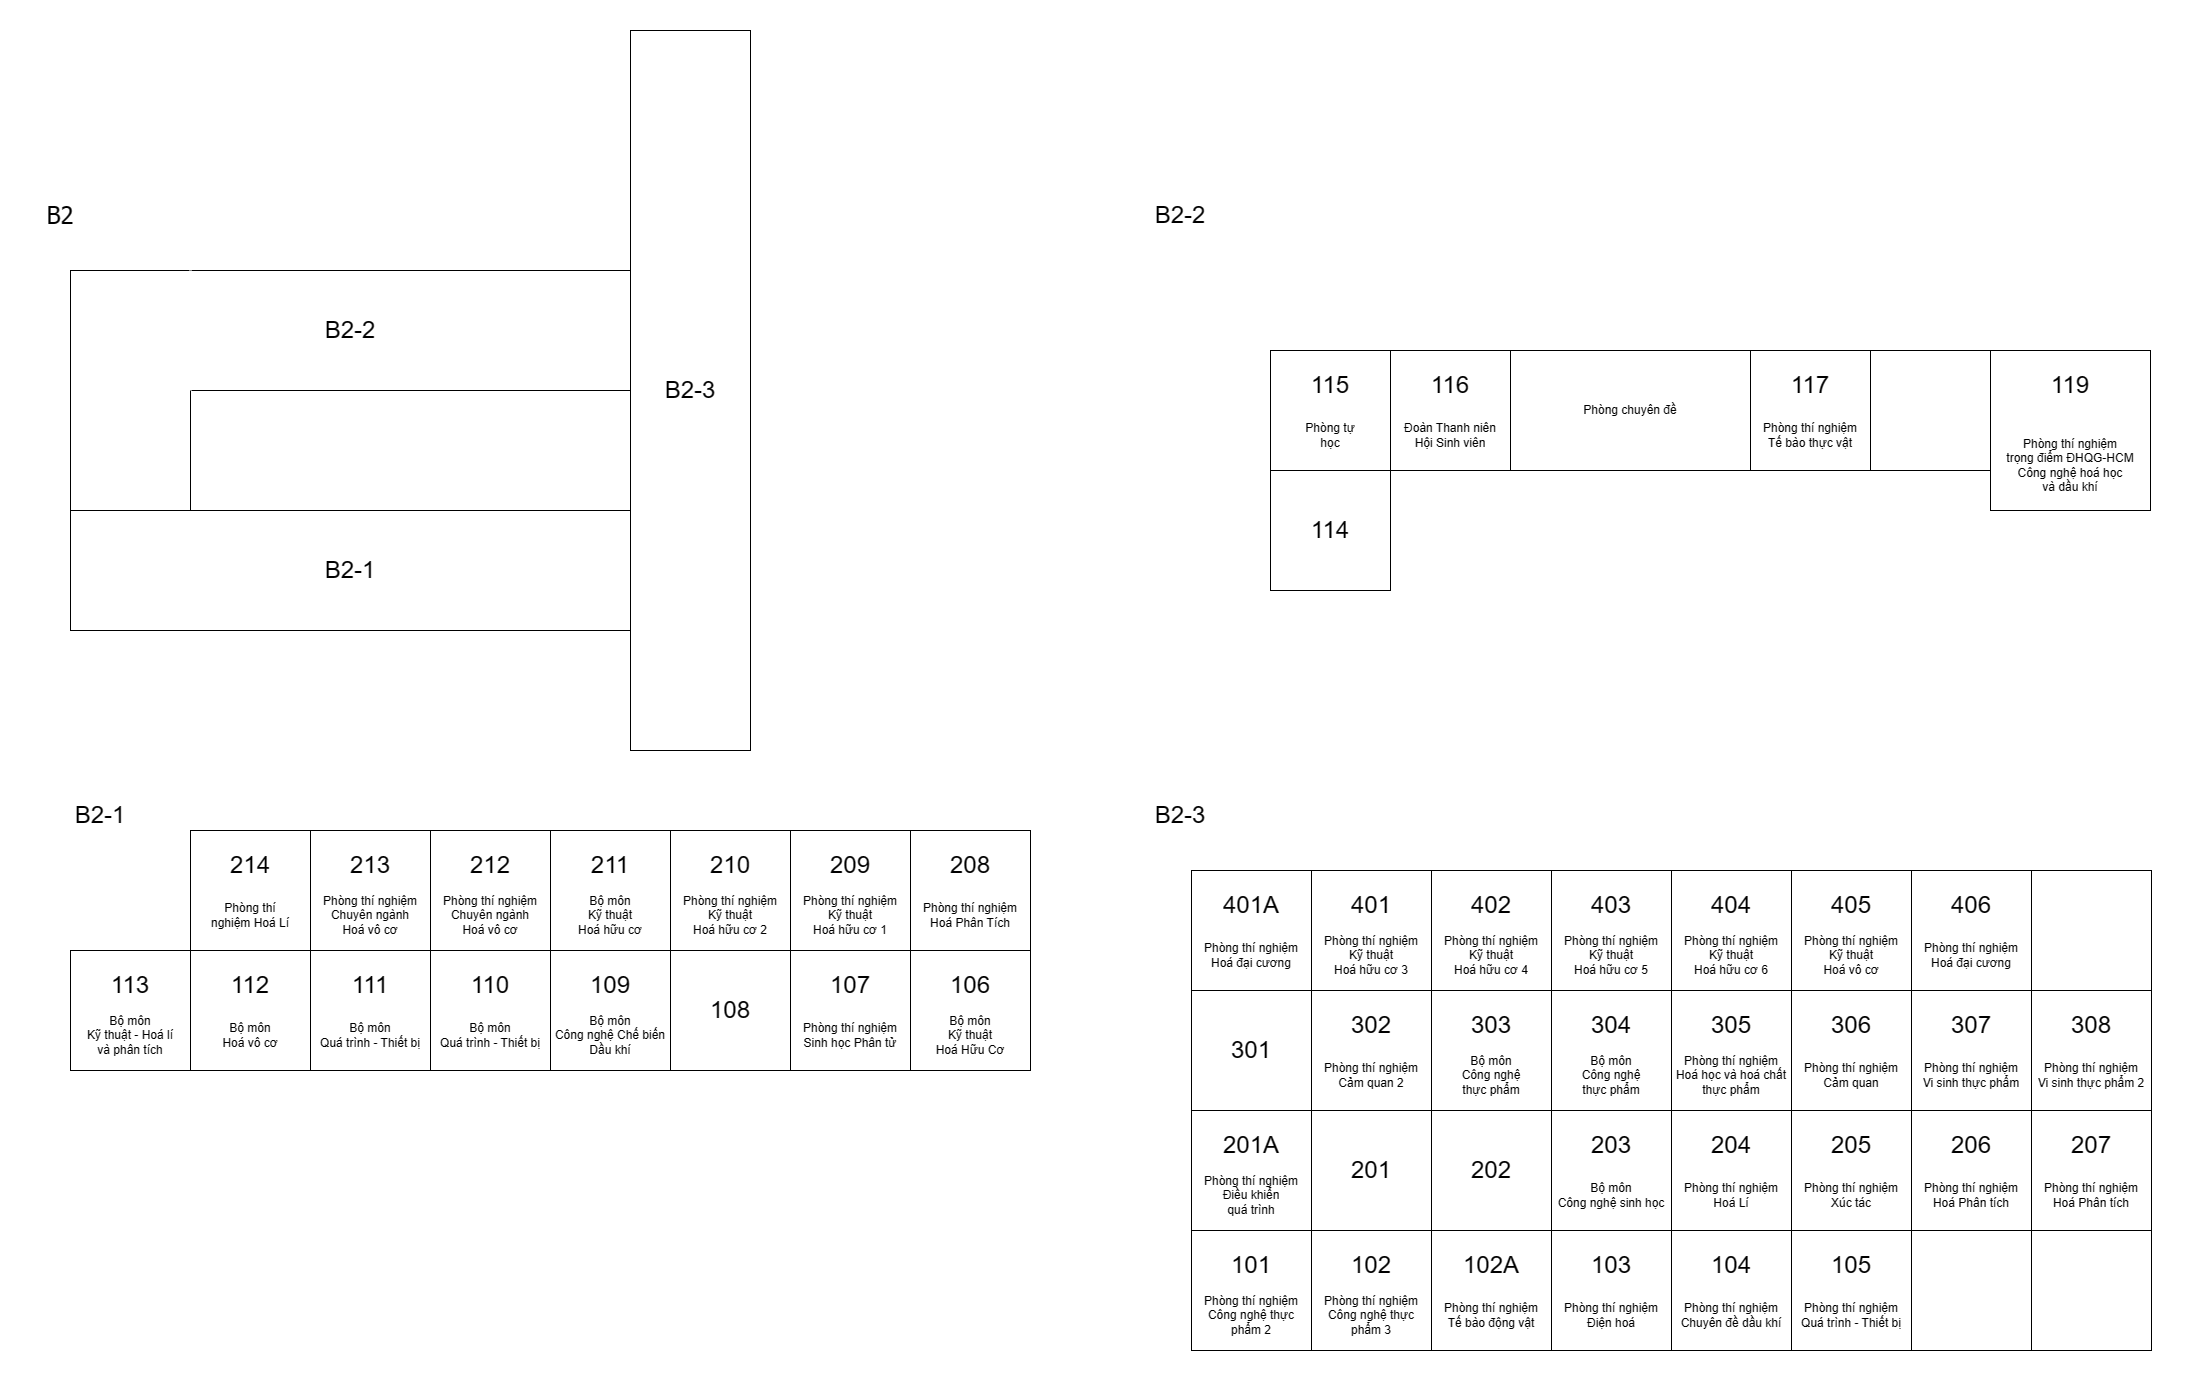 B2
B2-2
B2-3
B2-1
B2-2
115
Phòng tự
học
116
Đoàn Thanh niên
Hội Sinh viên
Phòng chuyên đề
117
Phòng thí nghiệm
Tế bào thực vật
119
Phòng thí nghiệm
trọng điểm ĐHQG-HCM
Công nghệ hoá học
và dầu khí
114
B2-1
214
Phòng thí
nghiệm Hoá Lí
213
Phòng thí nghiệm
Chuyên ngành
Hoá vô cơ
212
Phòng thí nghiệm
Chuyên ngành
Hoá vô cơ
211
Bộ môn
Kỹ thuật
Hoá hữu cơ
210
Phòng thí nghiệm
Kỹ thuật
Hoá hữu cơ 2
209
Phòng thí nghiệm
Kỹ thuật
Hoá hữu cơ 1
208
Phòng thí nghiệm
Hoá Phân Tích
113
Bộ môn
Kỹ thuật - Hoá lí
và phân tích
112
Bộ môn
Hoá vô cơ
111
Bộ môn
Quá trình - Thiết bị
110
Bộ môn
Quá trình - Thiết bị
109
Bộ môn
Công nghệ Chế biến
Dầu khí
108
107
Phòng thí nghiệm
Sinh học Phân tử
106
Bộ môn
Kỹ thuật
Hoá Hữu Cơ
B2-3
401A
Phòng thí nghiệm
Hoá đại cương
401
Phòng thí nghiệm
Kỹ thuật
Hoá hữu cơ 3
402
Phòng thí nghiệm
Kỹ thuật
Hoá hữu cơ 4
403
Phòng thí nghiệm
Kỹ thuật
Hoá hữu cơ 5
404
Phòng thí nghiệm
Kỹ thuật
Hoá hữu cơ 6
405
Phòng thí nghiệm
Kỹ thuật
Hoá vô cơ
406
Phòng thí nghiệm
Hoá đại cương
301
302
Phòng thí nghiệm
Cảm quan 2
303
Bộ môn
Công nghệ
thực phẩm
304
Bộ môn
Công nghệ
thực phẩm
305
Phòng thí nghiệm
Hoá học và hoá chất
thực phẩm
306
Phòng thí nghiệm
Cảm quan
307
Phòng thí nghiệm
Vi sinh thực phẩm
308
Phòng thí nghiệm
Vi sinh thực phẩm 2
201A
Phòng thí nghiệm
Điều khiển
quá trình
201
202
203
Bộ môn
Công nghệ sinh học
204
Phòng thí nghiệm
Hoá Lí
205
Phòng thí nghiệm
Xúc tác
206
Phòng thí nghiệm
Hoá Phân tích
207
Phòng thí nghiệm
Hoá Phân tích
101
Phòng thí nghiệm
Công nghệ thực
phẩm 2
102
Phòng thí nghiệm
Công nghệ thực
phẩm 3
102A
Phòng thí nghiệm
Tế bào động vật
103
Phòng thí nghiệm
Điện hoá
104
Phòng thí nghiệm
Chuyên đề dầu khí
105
Phòng thí nghiệm
Quá trình - Thiết bị